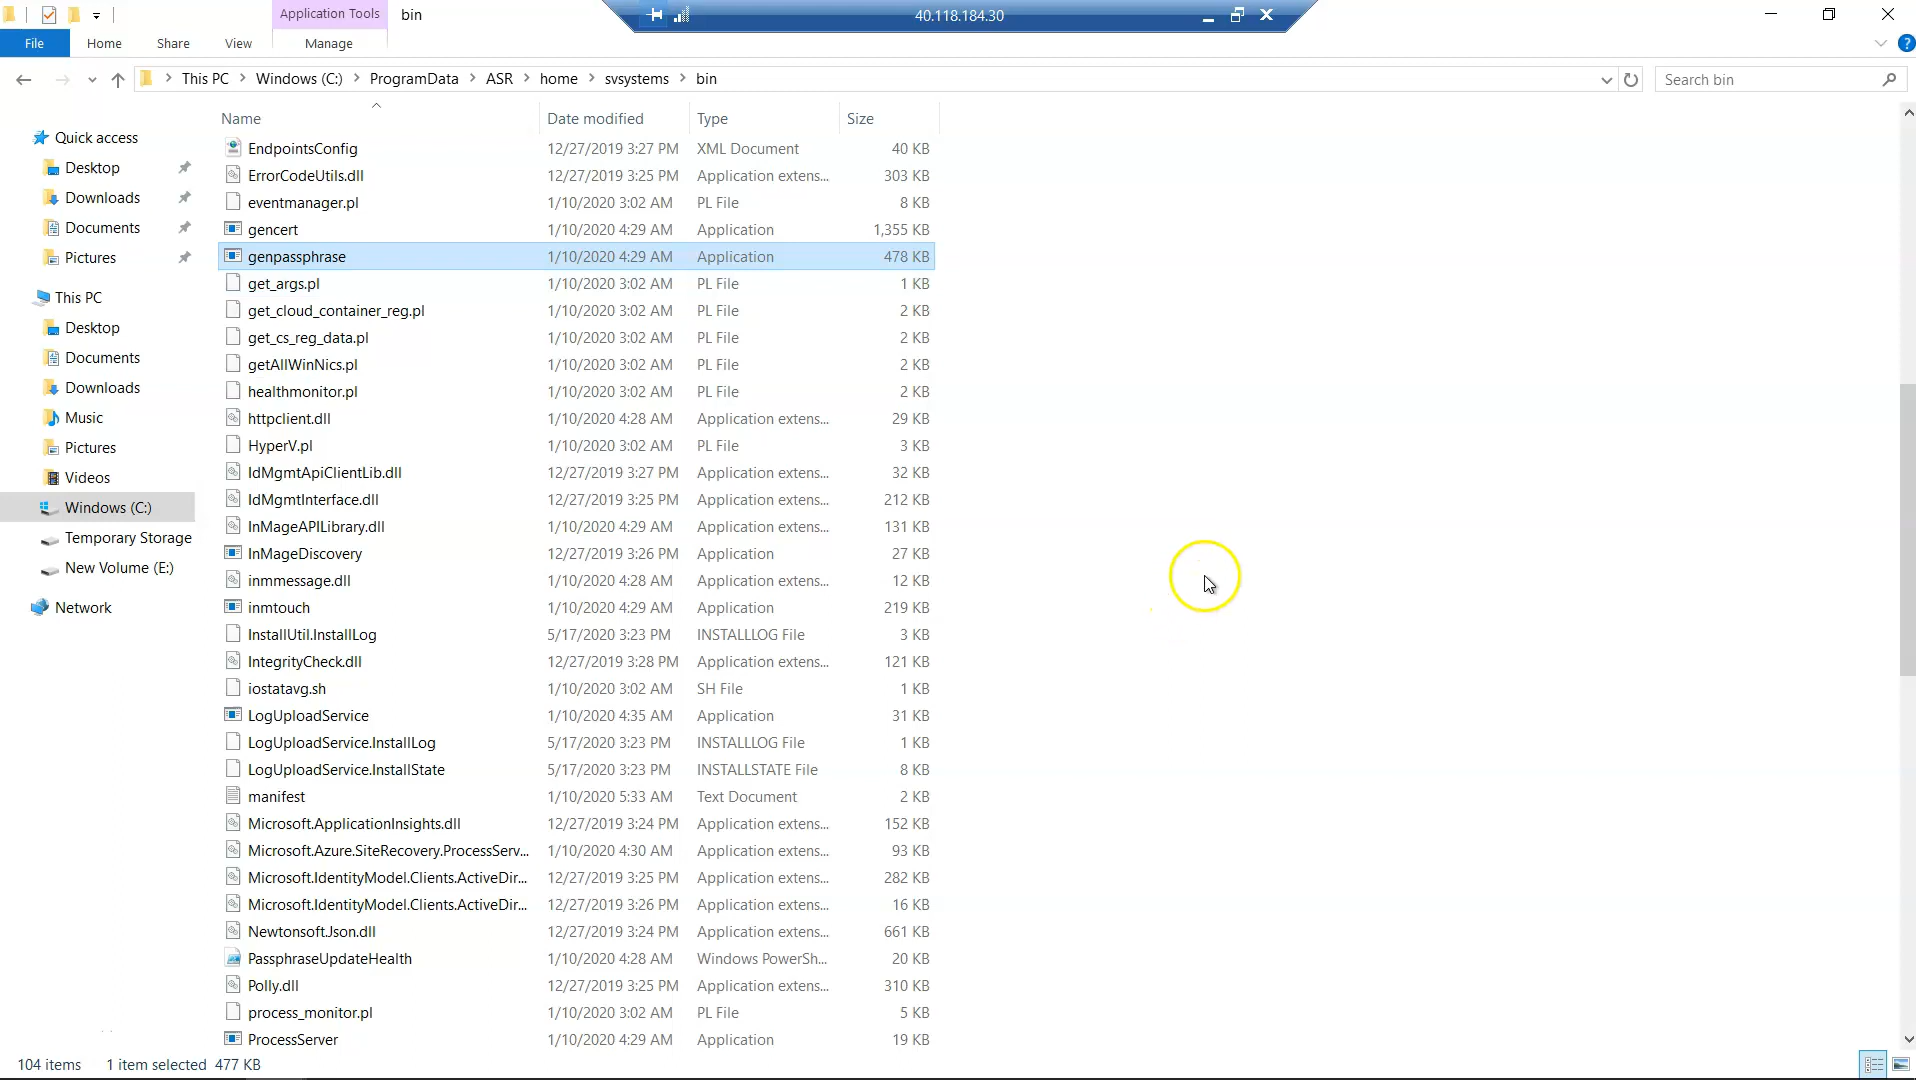 Application Tools
bin
40.118.184.30
File
Home
Share
View
Manage
This PC
Windows (C:)
ProgramData
ASR
home
svsystems
bin
Search bin
Name
Date modified
Type
Size
Quick access
Desktop
Downloads
Documents
Pictures
This PC
Desktop
Documents
Downloads
Music
Pictures
Videos
Windows (C:)
Temporary Storage
New Volume (E:)
Network
EndpointsConfig 12/27/2019 3:27 PM XML Document 40 KB
ErrorCodeUtils.dll 12/27/2019 3:25 PM Application extens... 303 KB
eventmanager.pl 1/10/2020 3:02 AM PL File 8 KB
gencert 1/10/2020 4:29 AM Application 1,355 KB
genpassphrase 1/10/2020 4:29 AM Application 478 KB
get_args.pl 1/10/2020 3:02 AM PL File 1 KB
get_cloud_container_reg.pl 1/10/2020 3:02 AM PL File 2 KB
get_cs_reg_data.pl 1/10/2020 3:02 AM PL File 2 KB
getAllWinNics.pl 1/10/2020 3:02 AM PL File 2 KB
healthmonitor.pl 1/10/2020 3:02 AM PL File 2 KB
httpclient.dll 1/10/2020 4:28 AM Application extens... 29 KB
HyperV.pl 1/10/2020 3:02 AM PL File 3 KB
IdMgmtApiClientLib.dll 12/27/2019 3:27 PM Application extens... 32 KB
IdMgmtInterface.dll 12/27/2019 3:25 PM Application extens... 212 KB
InMageAPILibrary.dll 1/10/2020 4:29 AM Application extens... 131 KB
InMageDiscovery 12/27/2019 3:26 PM Application 27 KB
inmmessage.dll 1/10/2020 4:28 AM Application extens... 12 KB
inmtouch 1/10/2020 4:29 AM Application 219 KB
InstallUtil.InstallLog 5/17/2020 3:23 PM INSTALLLOG File 3 KB
IntegrityCheck.dll 12/27/2019 3:28 PM Application extens... 121 KB
iostatavg.sh 1/10/2020 3:02 AM SH File 1 KB
LogUploadService 1/10/2020 4:35 AM Application 31 KB
LogUploadService.InstallLog 5/17/2020 3:23 PM INSTALLLOG File 1 KB
LogUploadService.InstallState 5/17/2020 3:23 PM INSTALLSTATE File 8 KB
manifest 1/10/2020 5:33 AM Text Document 2 KB
Microsoft.ApplicationInsights.dll 12/27/2019 3:24 PM Application extens... 152 KB
Microsoft.Azure.SiteRecovery.ProcessServ... 1/10/2020 4:30 AM Application extens... 93 KB
Microsoft.IdentityModel.Clients.ActiveDir... 12/27/2019 3:25 PM Application extens... 282 KB
Microsoft.IdentityModel.Clients.ActiveDir... 12/27/2019 3:26 PM Application extens... 16 KB
Newtonsoft.Json.dll 12/27/2019 3:24 PM Application extens... 661 KB
PassphraseUpdateHealth 1/10/2020 4:28 AM Windows PowerSh... 20 KB
Polly.dll 12/27/2019 3:25 PM Application extens... 310 KB
process_monitor.pl 1/10/2020 3:02 AM PL File 5 KB
ProcessServer 1/10/2020 4:29 AM Application 19 KB
104 items 1 item selected 477 KB